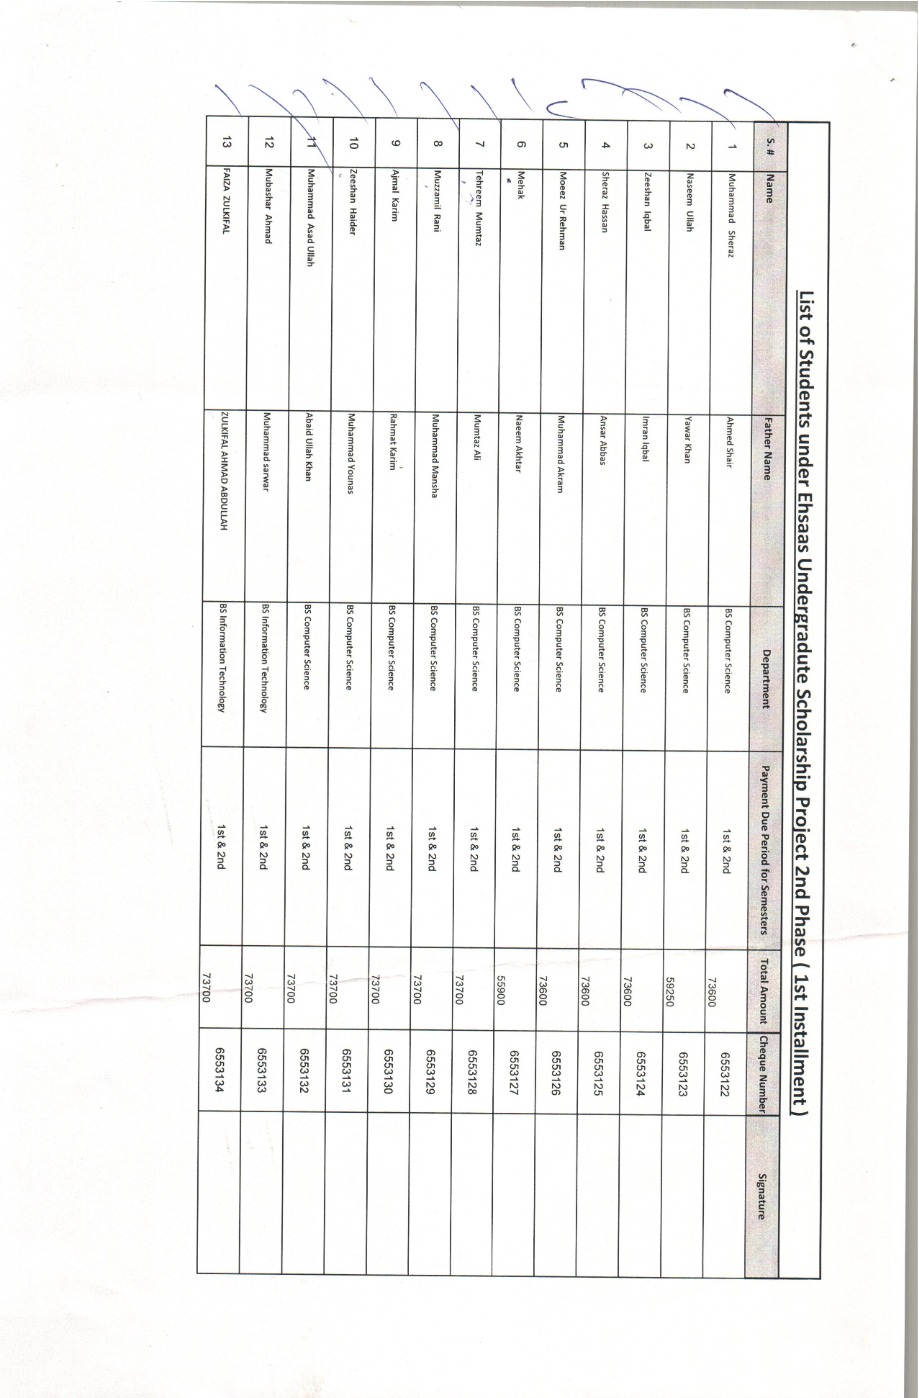 List of Students under Ehsaas Undergradute Scholarship Project 2nd Phase ( 1st Installment )
S. # Name Father Name Department Payment Due Period for Semesters Total Amount Cheque Number Signature
1 Muhammad Sheraz Ahmed Shair BS Computer Science 1st & 2nd 73600 6553122
2 Naseem Ullah Yawar Khan BS Computer Science 1st & 2nd 59250 6553123
3 Zeeshan Iqbal Imran Iqbal BS Computer Science 1st & 2nd 73600 6553124
4 Sheraz Hassan Ansar Abbas BS Computer Science 1st & 2nd 73600 6553125
5 Moeez Ur Rehman Muhammad Akram BS Computer Science 1st & 2nd 73600 6553126
6 Mehak Naeem Akhtar BS Computer Science 1st & 2nd 55900 6553127
7 Tehreem Mumtaz Mumtaz Ali BS Computer Science 1st & 2nd 73700 6553128
8 Muzzamil Rani Muhammad Mansha BS Computer Science 1st & 2nd 73700 6553129
9 Ajmal Karim Rahmat Karim BS Computer Science 1st & 2nd 73700 6553130
10 Zeeshan Haider Muhammad Younas BS Computer Science 1st & 2nd 73700 6553131
11 Muhammad Asad Ullah Abaid Ullah Khan BS Computer Science 1st & 2nd 73700 6553132
12 Mubashar Ahmad Muhammad sarwar BS Information Technology 1st & 2nd 73700 6553133
13 FAIZA ZULKIFAL ZULKIFAL AHMAD ABDULLAH BS Information Technology 1st & 2nd 73700 6553134